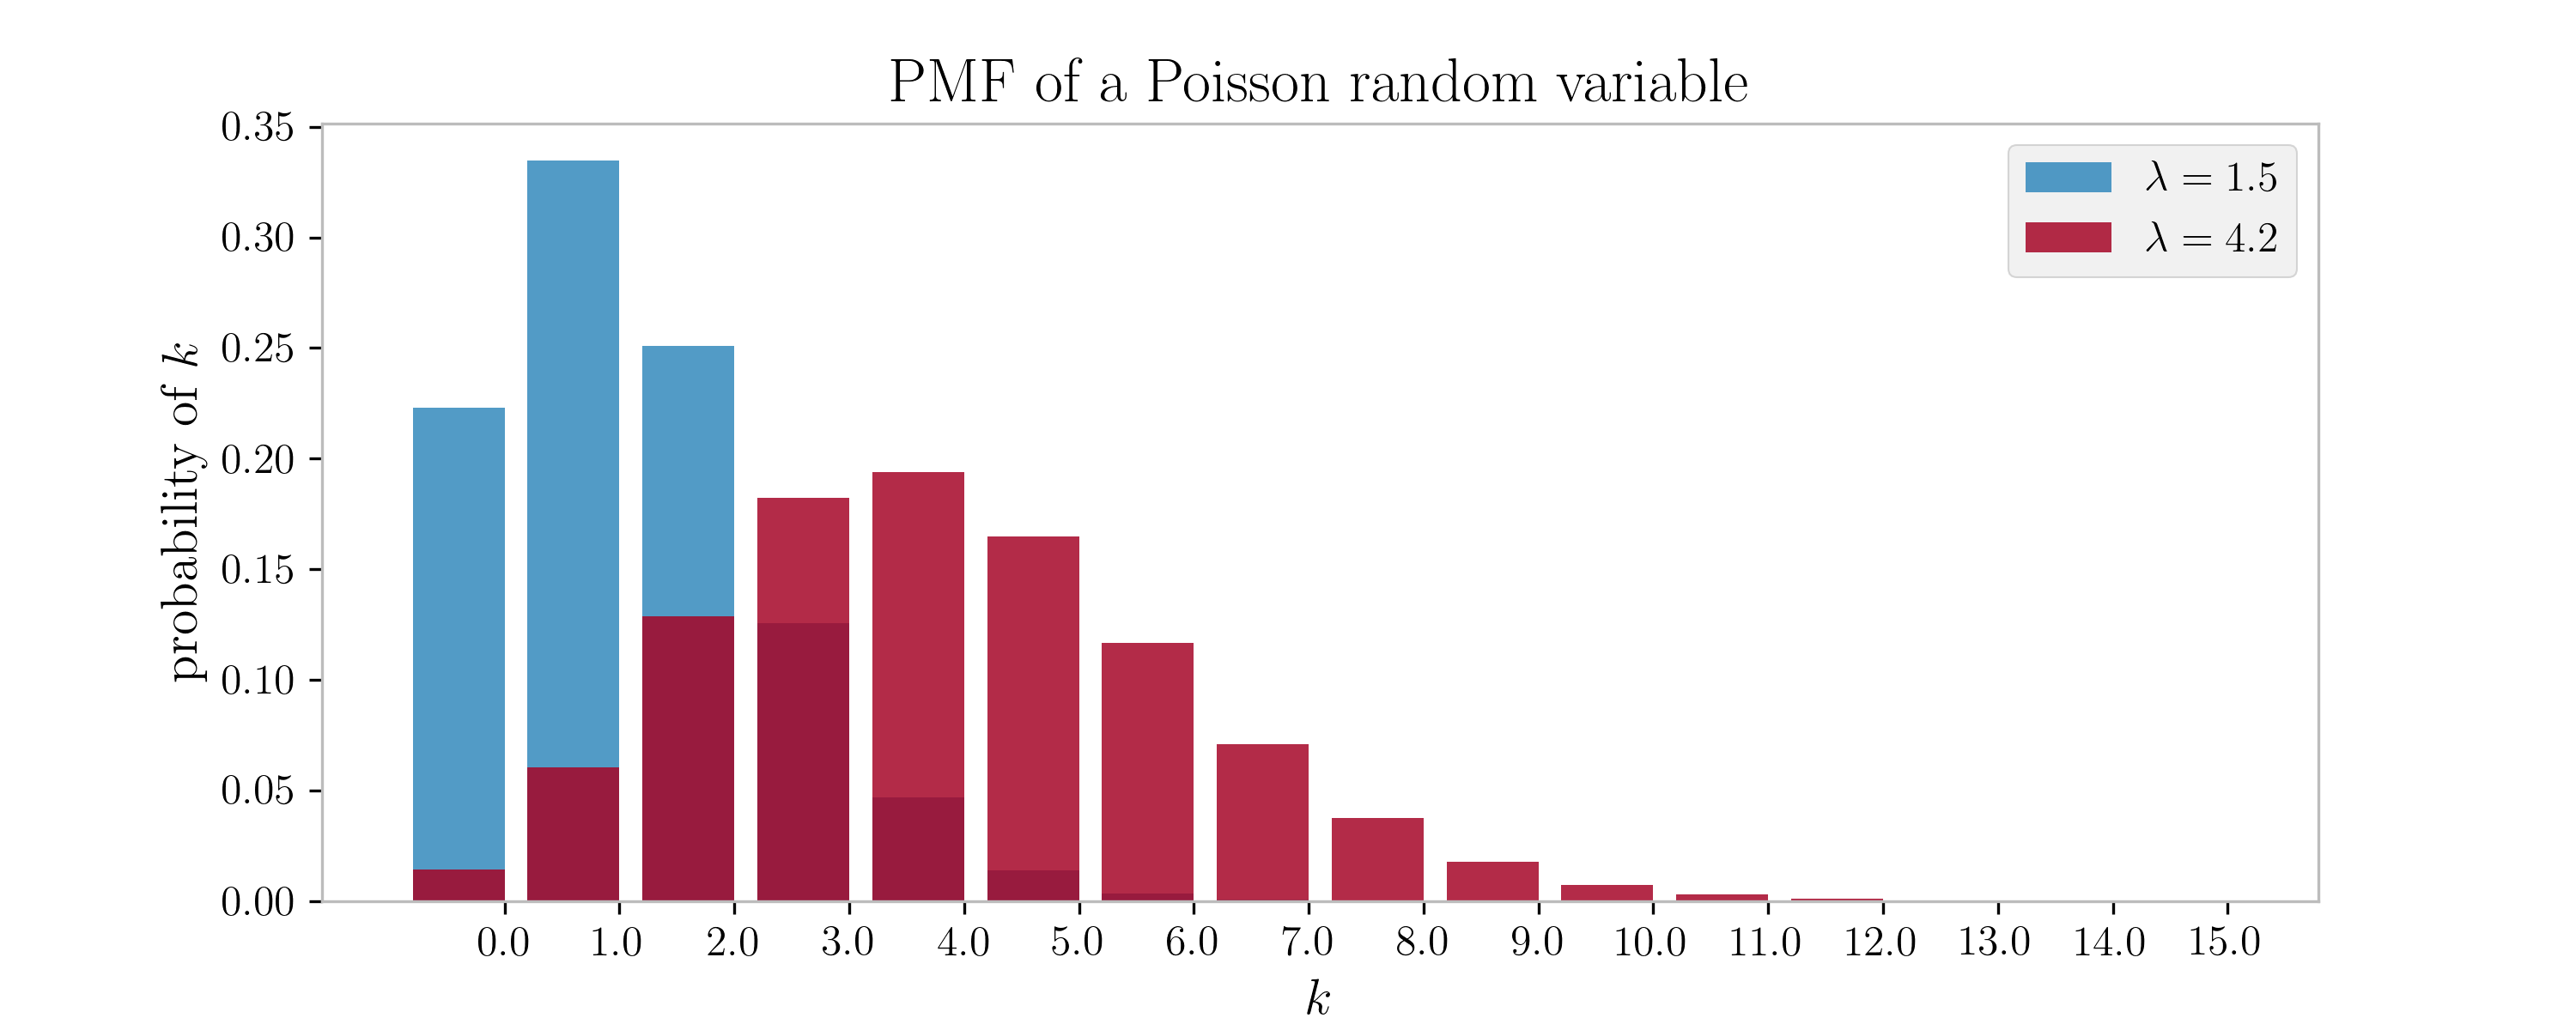 PMF of a Poisson random variable
λ = 1.5
λ = 4.2
probability of k
0.35
0.30
0.25
0.20
0.15
0.10
0.05
0.00
0.0 1.0 2.0 3.0 4.0 5.0 6.0 7.0 8.0 9.0 10.0 11.0 12.0 13.0 14.0 15.0
k